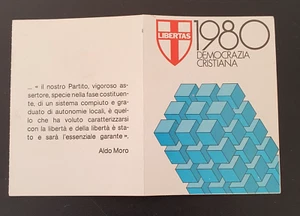 ... « il nostro Partito, vigoroso as-
sertore, specie nella fase costituen-
te, di un sistema compiuto e gra-
duato di autonomie locali, è quel-
lo che ha voluto caratterizzarsi
con la libertà e della libertà è sta-
to e sarà l'essenziale garante ».
Aldo Moro
LIBERTAS
1980
DEMOCRAZIA
CRISTIANA